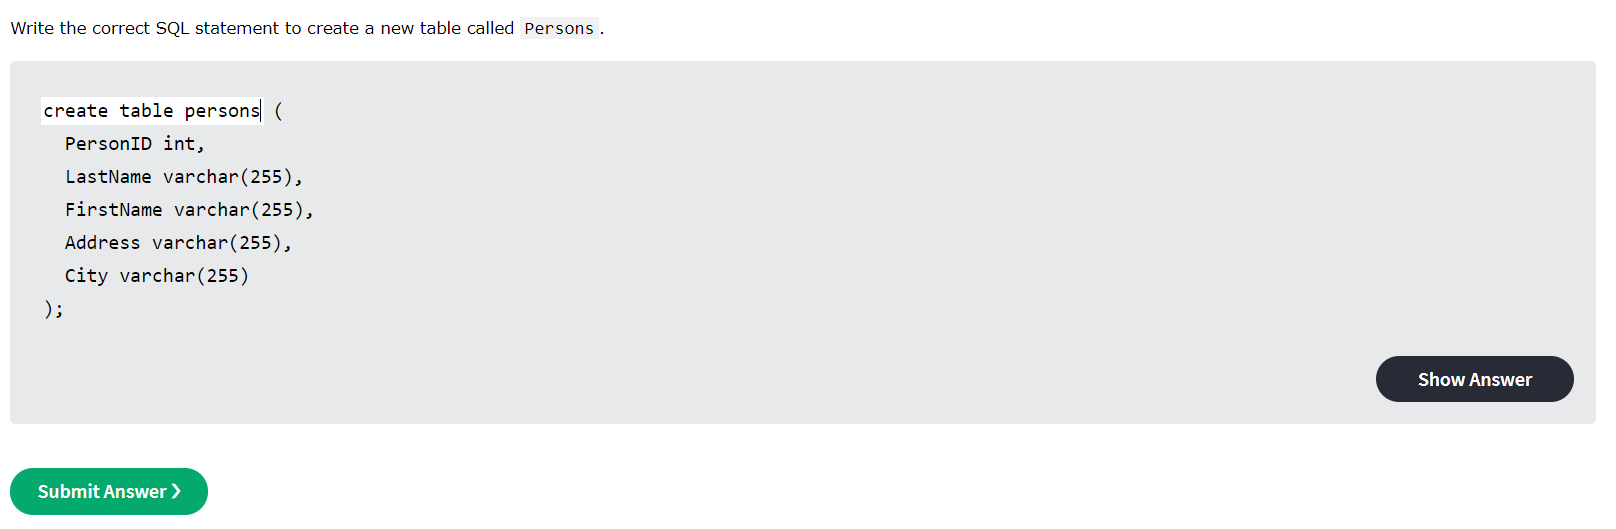 Write the correct SQL statement to create a new table called Persons.
create table persons (
PersonID int,
LastName varchar(255),
FirstName varchar(255),
Address varchar(255),
City varchar(255)
);
Show Answer
Submit Answer ❯